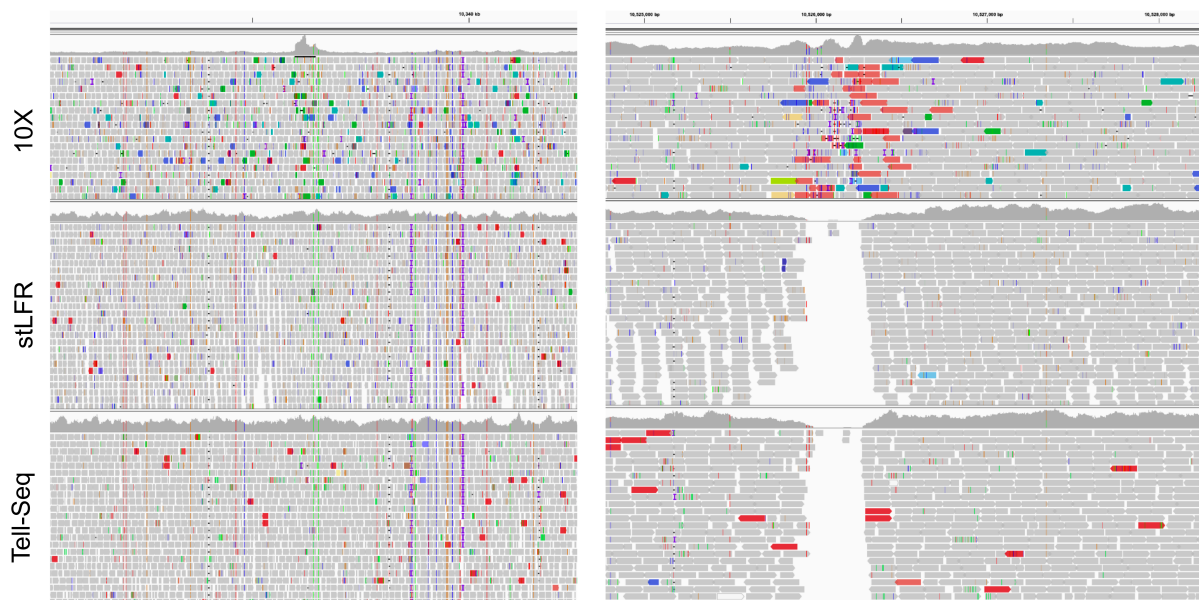 10,340 kb
10,525,000 bp
10,526,000 bp
10,527,000 bp
10,528,000 bp
10X
stLFR
Tell-Seq